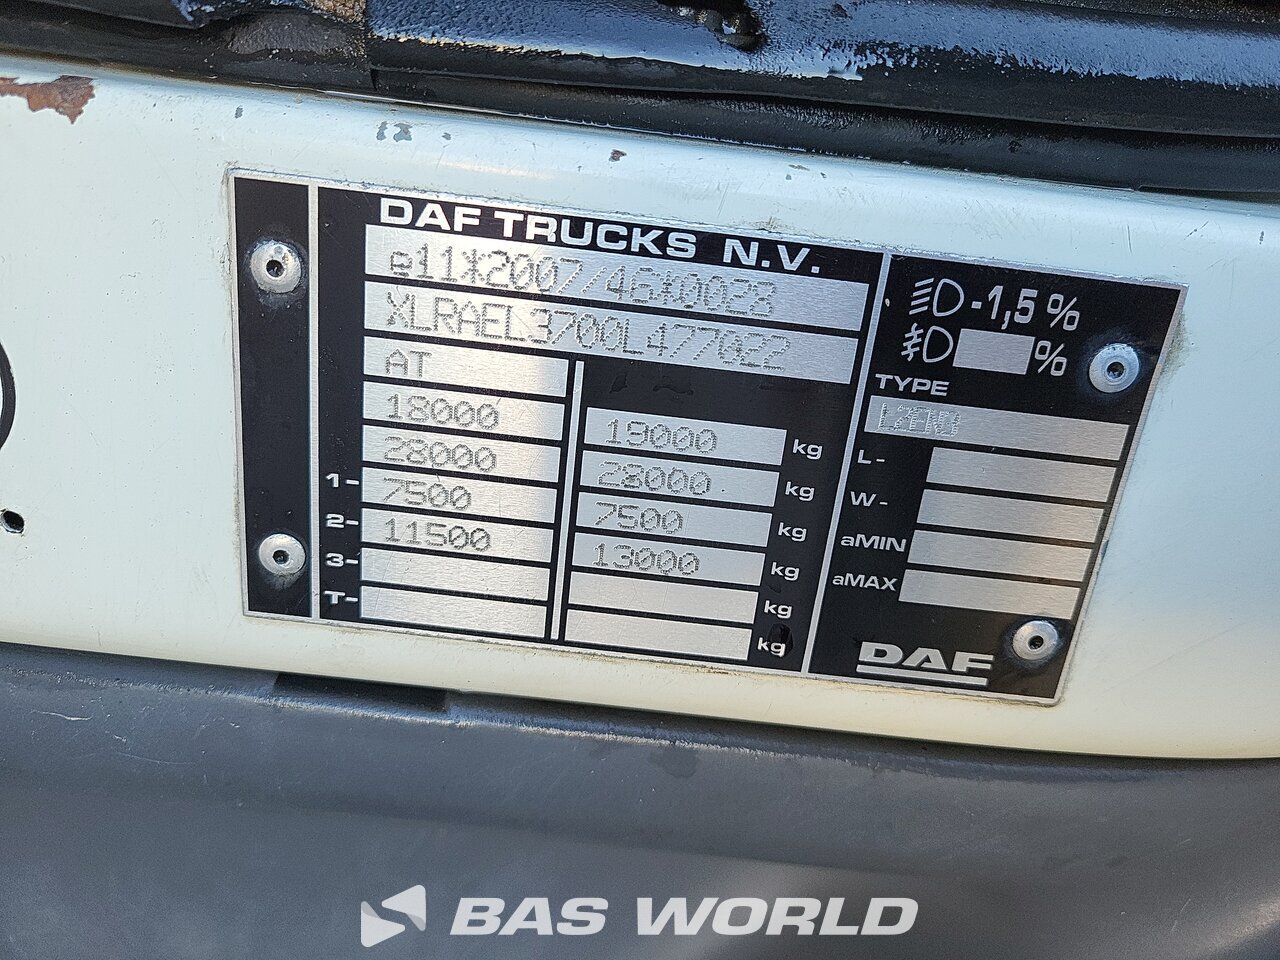 DAF TRUCKS N.V.
e11*2007/46*0028
XLRAEL3700L477022
AT
18000 19000 kg
28000 28000 kg
1- 7500 7500 kg
2- 11500 13000 kg
3- kg
T- kg
-1,5%
%
TYPE
L-
W-
aMIN
aMAX
DAF
BAS WORLD